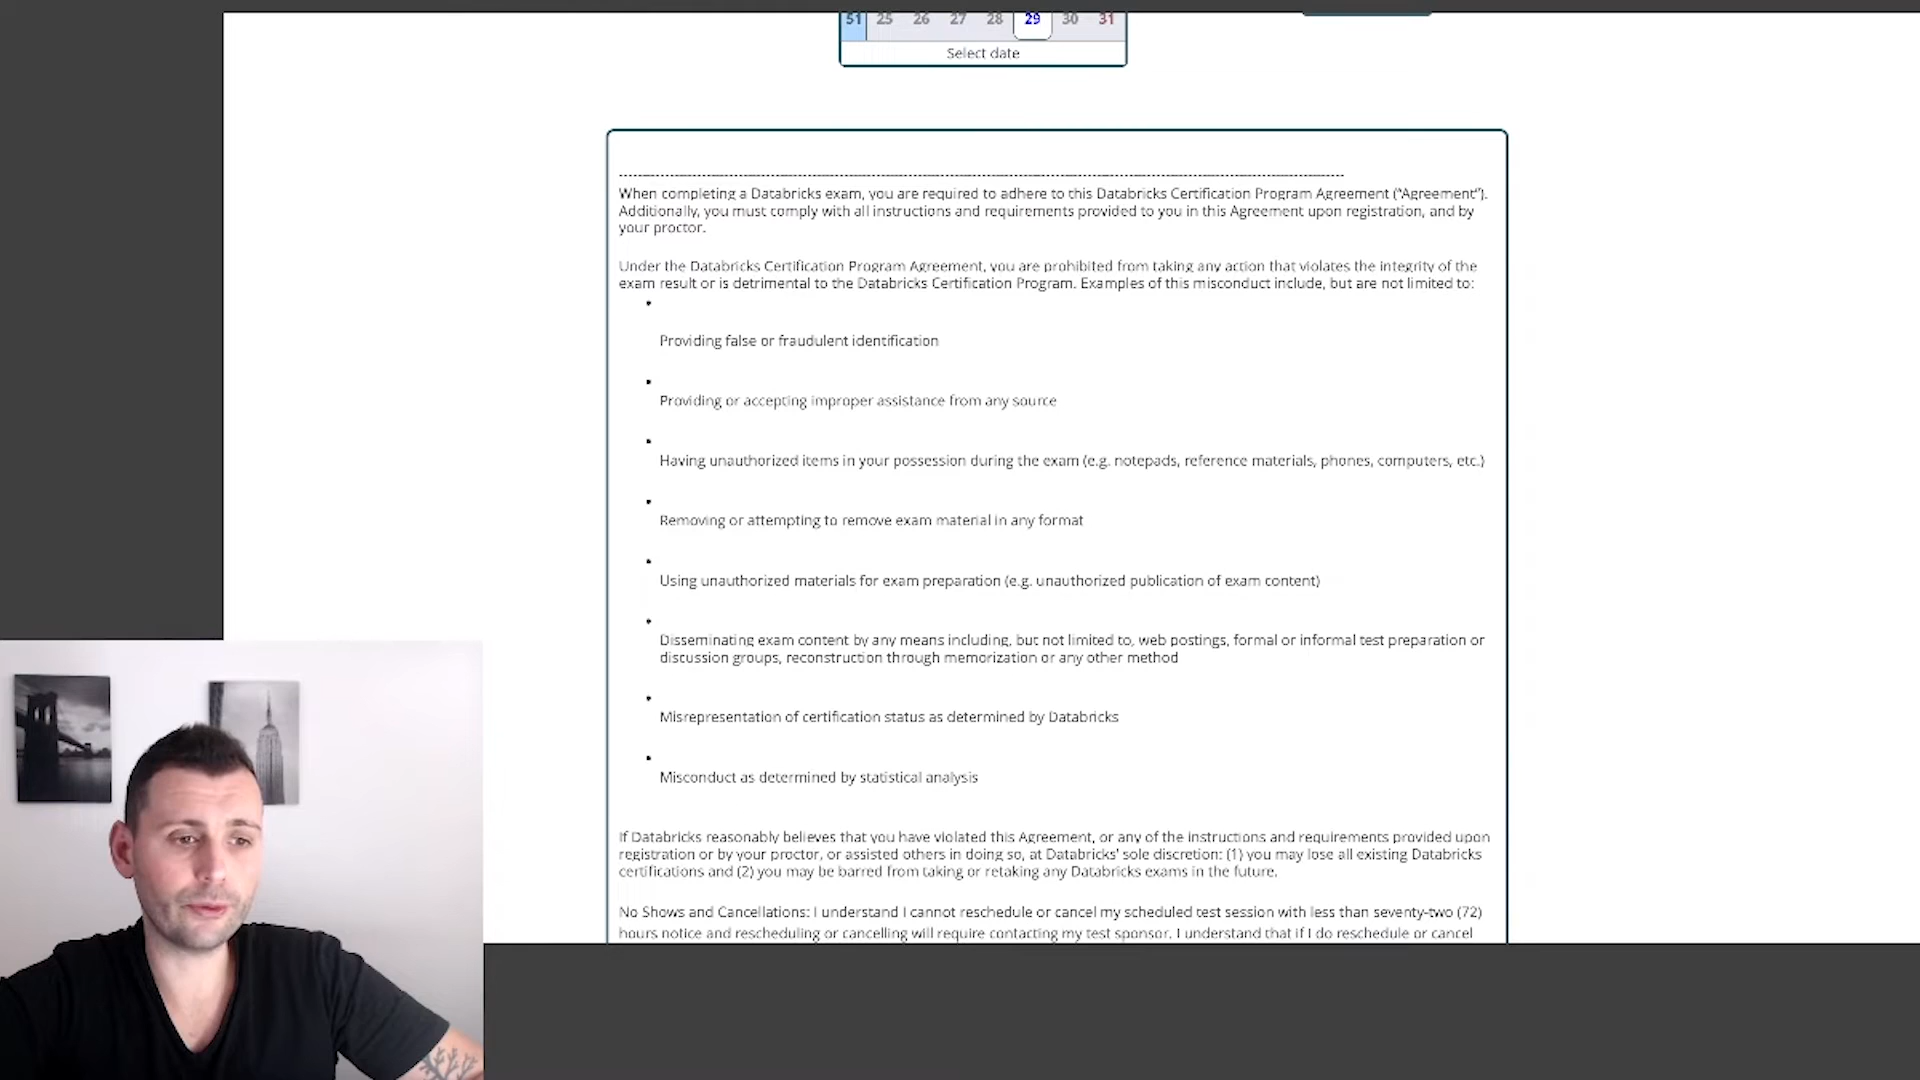 51 25 26 27 28 29 30 31
Select date
When completing a Databricks exam, you are required to adhere to this Databricks Certification Program Agreement ("Agreement").
Additionally, you must comply with all instructions and requirements provided to you in this Agreement upon registration, and by
your proctor.
Under the Databricks Certification Program Agreement, you are prohibited from taking any action that violates the integrity of the
exam result or is detrimental to the Databricks Certification Program. Examples of this misconduct include, but are not limited to:
Providing false or fraudulent identification
Providing or accepting improper assistance from any source
Having unauthorized items in your possession during the exam (e.g. notepads, reference materials, phones, computers, etc.)
Removing or attempting to remove exam material in any format
Using unauthorized materials for exam preparation (e.g. unauthorized publication of exam content)
Disseminating exam content by any means including, but not limited to, web postings, formal or informal test preparation or
discussion groups, reconstruction through memorization or any other method
Misrepresentation of certification status as determined by Databricks
Misconduct as determined by statistical analysis
If Databricks reasonably believes that you have violated this Agreement, or any of the instructions and requirements provided upon
registration or by your proctor, or assisted others in doing so, at Databricks' sole discretion: (1) you may lose all existing Databricks
certifications and (2) you may be barred from taking or retaking any Databricks exams in the future.
No Shows and Cancellations: I understand I cannot reschedule or cancel my scheduled test session with less than seventy-two (72)
hours notice and rescheduling or cancelling will require contacting my test sponsor. I understand that if I do reschedule or cancel